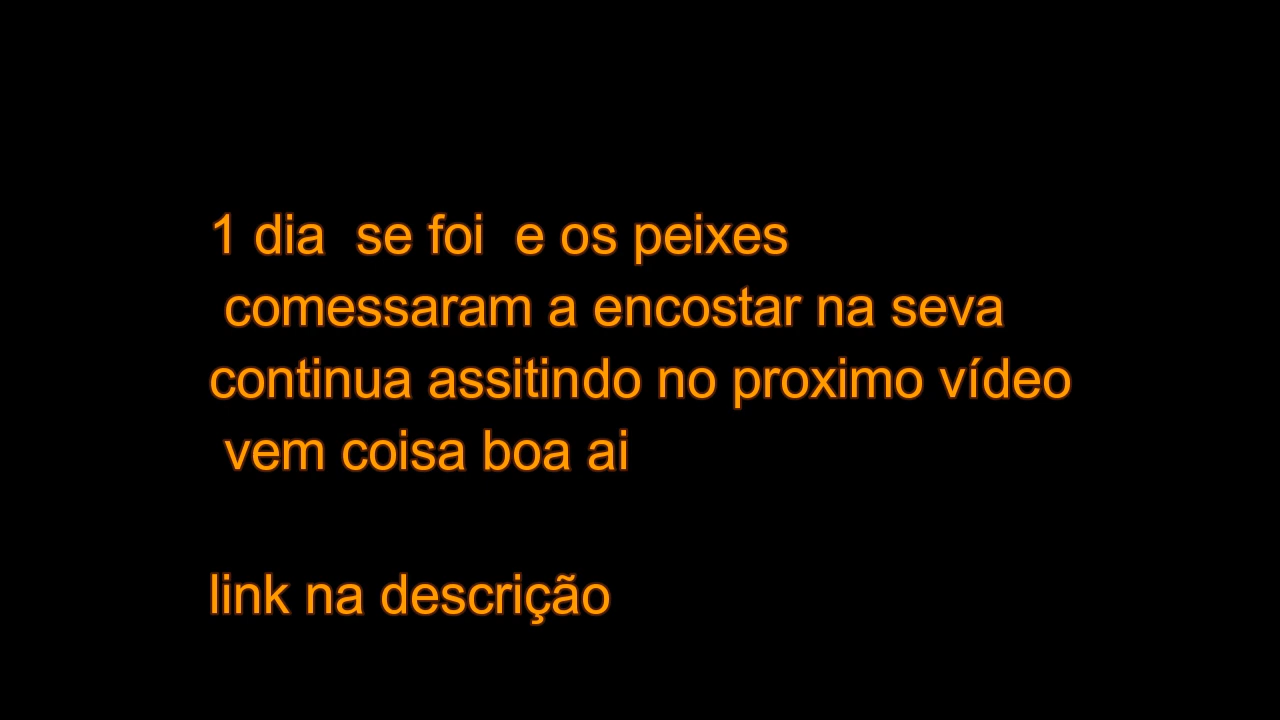 1 dia  se foi  e os peixes
comessaram a encostar na seva
continua assitindo no proximo vídeo
vem coisa boa ai
link na descrição